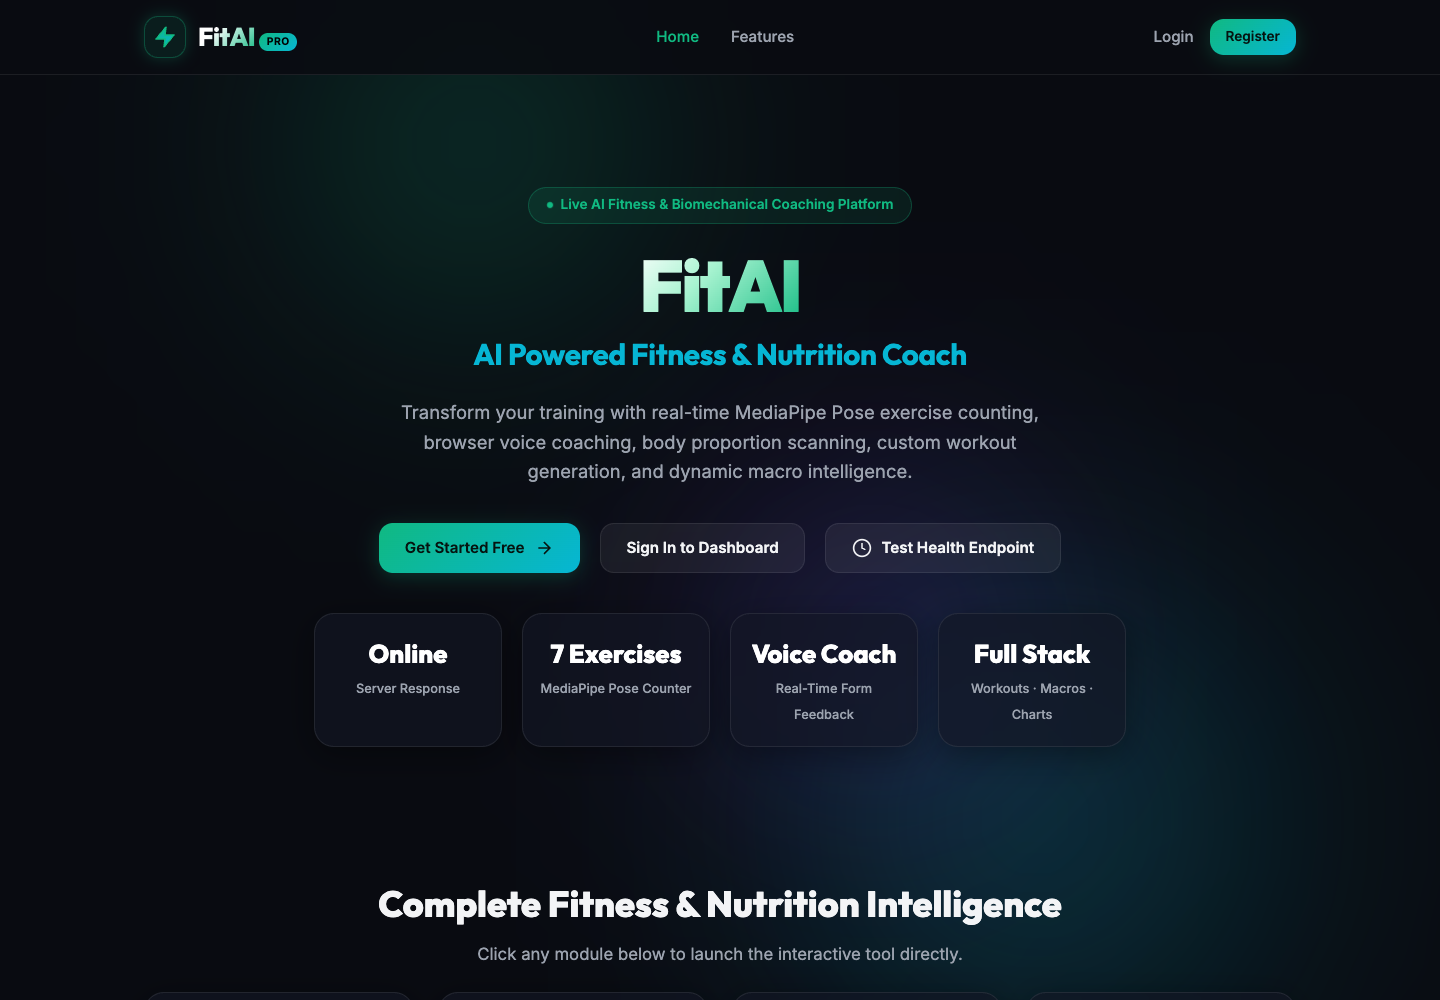 FitAI PRO
Home
Features
Login
Register
Live AI Fitness & Biomechanical Coaching Platform
FitAI
AI Powered Fitness & Nutrition Coach
Transform your training with real-time MediaPipe Pose exercise counting,
browser voice coaching, body proportion scanning, custom workout
generation, and dynamic macro intelligence.
Get Started Free
Sign In to Dashboard
Test Health Endpoint
Online
Server Response
7 Exercises
MediaPipe Pose Counter
Voice Coach
Real-Time Form
Feedback
Full Stack
Workouts · Macros ·
Charts
Complete Fitness & Nutrition Intelligence
Click any module below to launch the interactive tool directly.